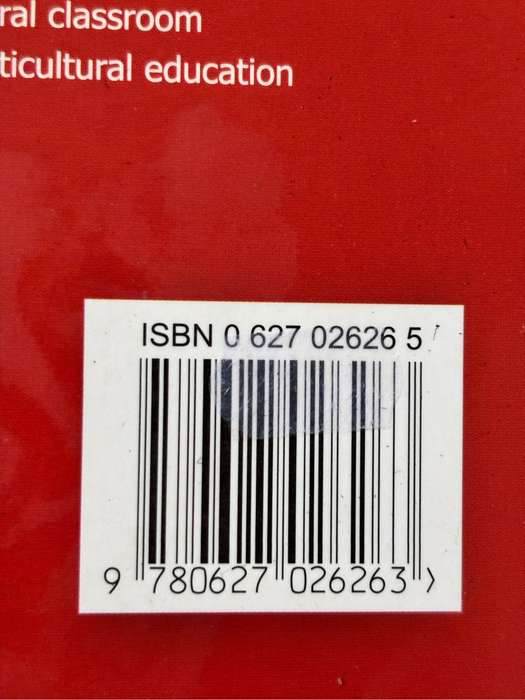 ral classroom
ticultural education
ISBN 0 627 02626 5
9 780627 026263 >